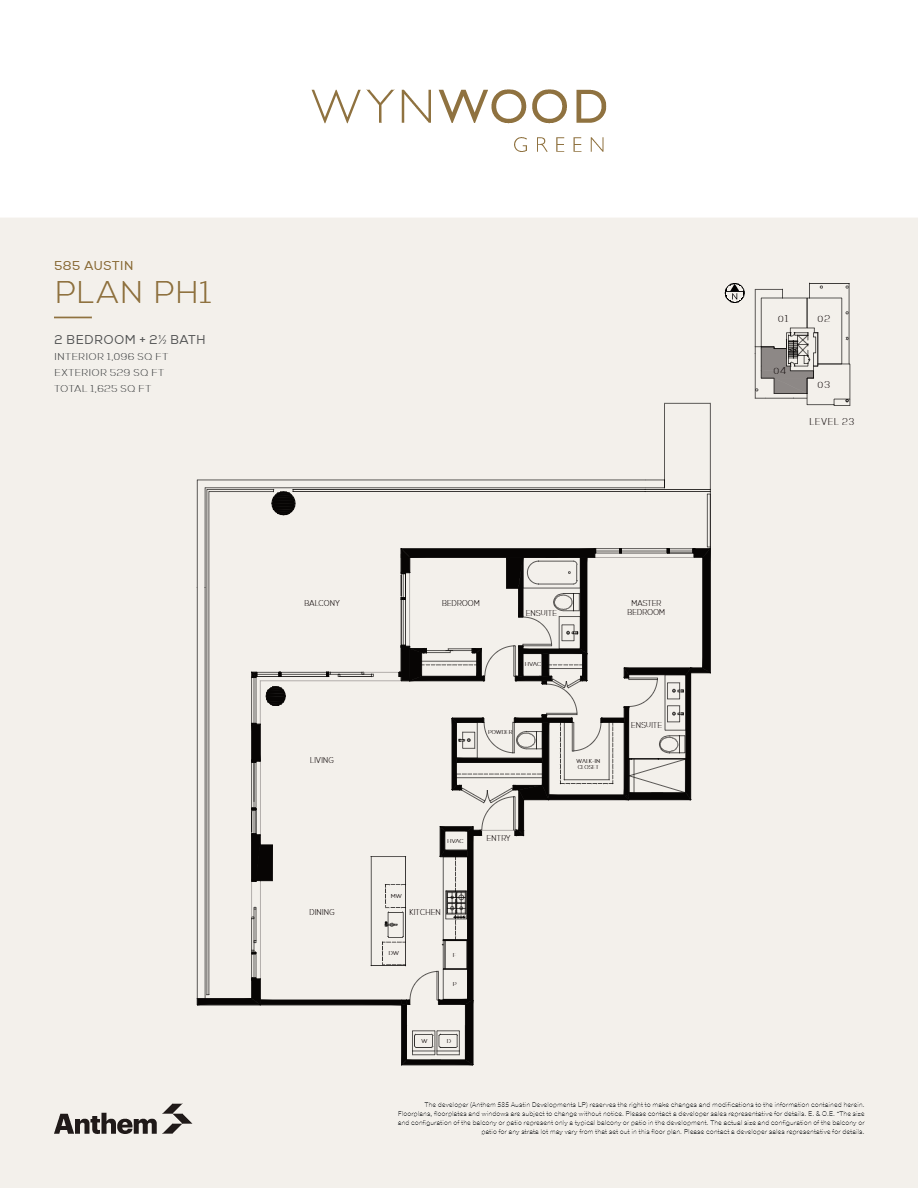 WYNWOOD
GREEN
585 AUSTIN
PLAN PH1
2 BEDROOM + 2½ BATH
INTERIOR 1,096 SQ FT
EXTERIOR 529 SQ FT
TOTAL 1,625 SQ FT
N
01
02
04
03
LEVEL 23
BALCONY
BEDROOM
ENSUITE
MASTER
BEDROOM
HVAC
ENSUITE
POWDER
LIVING
WALK-IN
CLOSET
ENTRY
HVAC
MW
DINING
KITCHEN
DW
F
P
W
D
Anthem
The developer (Anthem 585 Austin Developments LP) reserves the right to make changes and modifications to the information contained herein.
Floorplans, floorplates and windows are subject to change without notice. Please contact a developer sales representative for details. E. & O.E. *The size
and configuration of the balcony or patio represent only a typical balcony or patio in the development. The actual size and configuration of the balcony or
patio for any strata lot may vary from that set out in this floor plan. Please contact a developer sales representative for details.